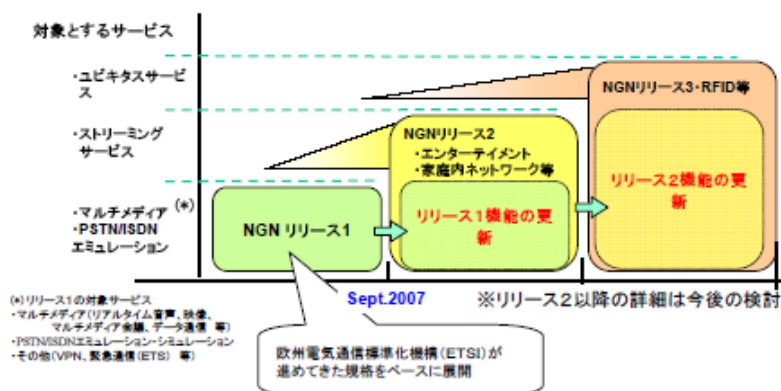 対象とするサービス
・ユビキタスサービ
ス
・ストリーミング
サービス
・マルチメディア(*)
・PSTN/ISDN
エミュレーション
NGNリリース3・RFID等
NGNリリース2
・エンターテイメント
・家庭内ネットワーク等
リリース2機能の更
新
NGN リリース1
リリース1機能の更
新
Sept.2007
※リリース2以降の詳細は今後の検討
(*)リリース1の対象サービス
・マルチメディア(リアルタイム音声、映像、
マルチメディア会議、データ通信 等)
・PSTN/ISDNエミュレーション・シミュレーション
・その他(VPN、緊急通信(ETS) 等)
欧州電気通信標準化機構(ETSI)が
進めてきた規格をベースに展開